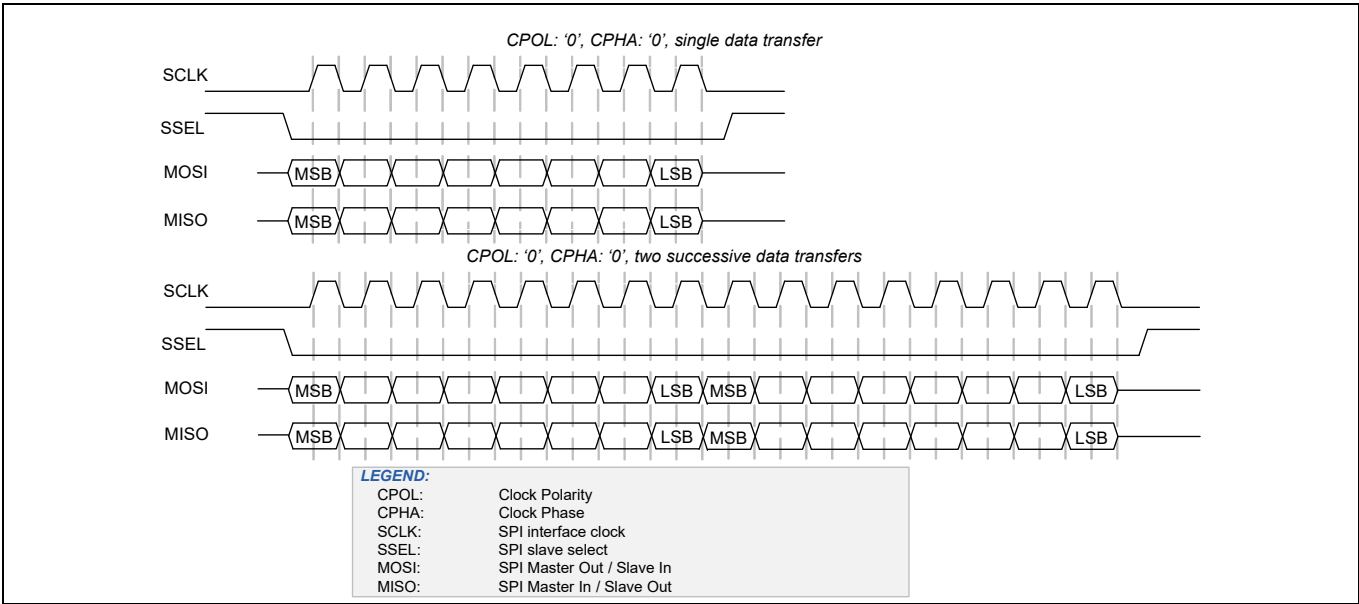 CPOL: ‘0’, CPHA: ‘0’, single data transfer
SCLK
SSEL
MOSI MSB LSB
MISO MSB LSB
CPOL: ‘0’, CPHA: ‘0’, two successive data transfers
SCLK
SSEL
MOSI MSB LSB MSB LSB
MISO MSB LSB MSB LSB
LEGEND:
CPOL: Clock Polarity
CPHA: Clock Phase
SCLK: SPI interface clock
SSEL: SPI slave select
MOSI: SPI Master Out / Slave In
MISO: SPI Master In / Slave Out